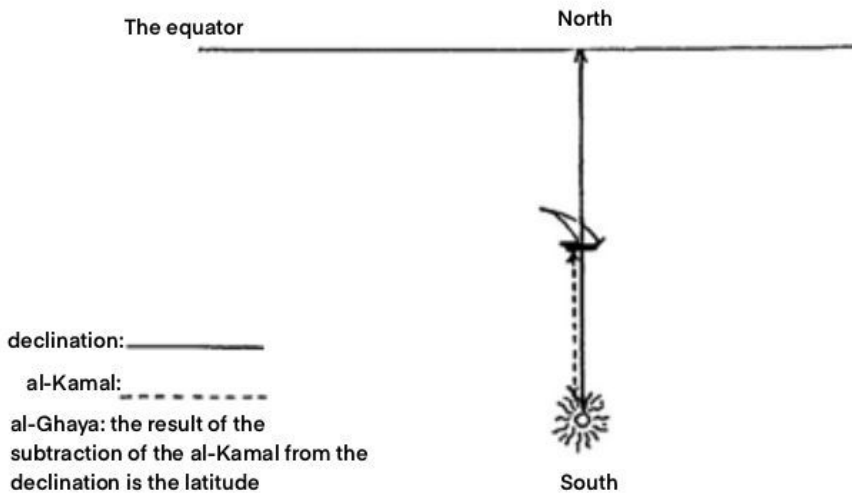 The equator
North
declination:
al-Kamal:
al-Ghaya: the result of the
subtraction of the al-Kamal from the
declination is the latitude
South